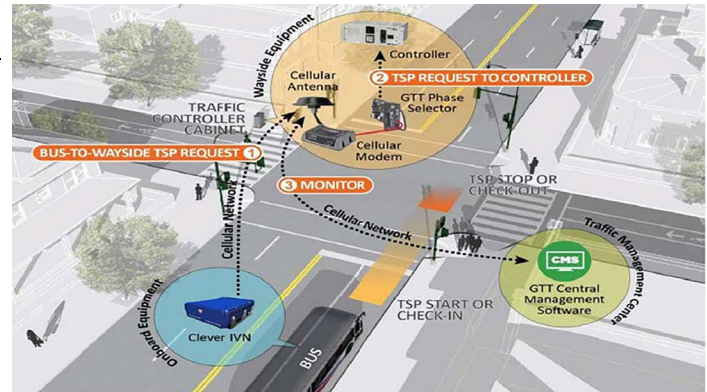 Wayside Equipment
Controller
Cellular
Antenna
2 TSP REQUEST TO CONTROLLER
GTT Phase
Selector
TRAFFIC
CONTROLLER
CABINET
Cellular
Modem
BUS-TO-WAYSIDE TSP REQUEST 1
3 MONITOR
TSP STOP OR
CHECK-OUT
Cellular Network
Cellular Network
Traffic Management Center
CMS
GTT Central
Management
Software
TSP START OR
CHECK-IN
Onboard Equipment
Clever IVN
BUS